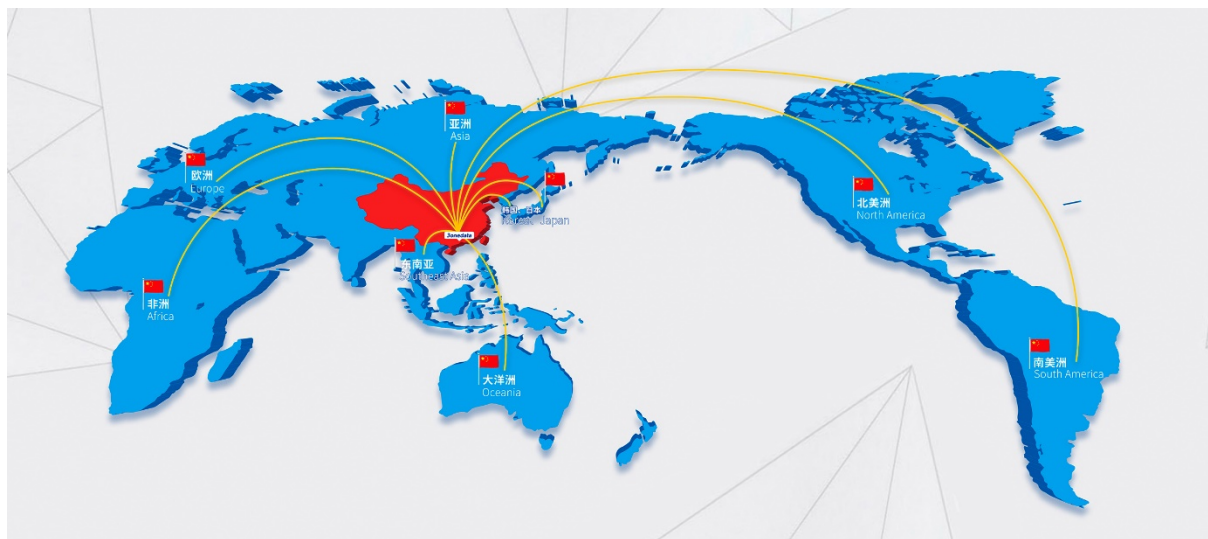 亚洲
Asia
欧洲
Europe
韩国、日本
Korea、Japan
北美洲
North America
3onedata
东南亚
Southeast Asia
非洲
Africa
大洋洲
Oceania
南美洲
South America